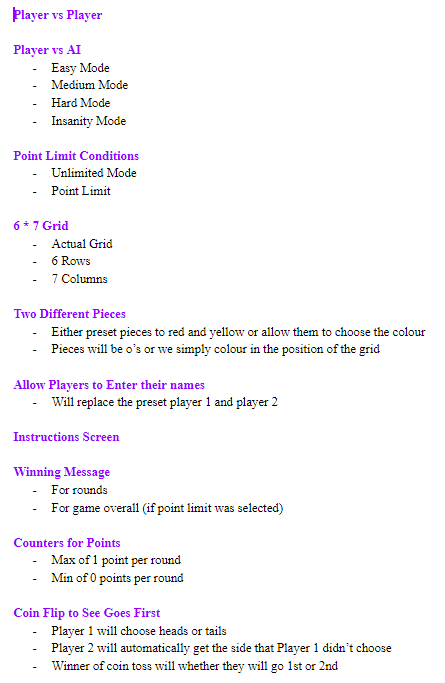 Player vs Player
Player vs AI
- Easy Mode
- Medium Mode
- Hard Mode
- Insanity Mode
Point Limit Conditions
- Unlimited Mode
- Point Limit
6 * 7 Grid
- Actual Grid
- 6 Rows
- 7 Columns
Two Different Pieces
- Either preset pieces to red and yellow or allow them to choose the colour
- Pieces will be o’s or we simply colour in the position of the grid
Allow Players to Enter their names
- Will replace the preset player 1 and player 2
Instructions Screen
Winning Message
- For rounds
- For game overall (if point limit was selected)
Counters for Points
- Max of 1 point per round
- Min of 0 points per round
Coin Flip to See Goes First
- Player 1 will choose heads or tails
- Player 2 will automatically get the side that Player 1 didn’t choose
- Winner of coin toss will whether they will go 1st or 2nd